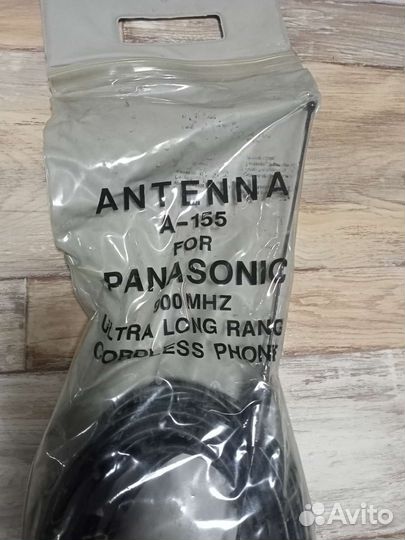 ANTENNA
A-155
FOR
PANASONIC
900MHZ
ULTRA LONG RANG
CORDLESS PHONE
Avito